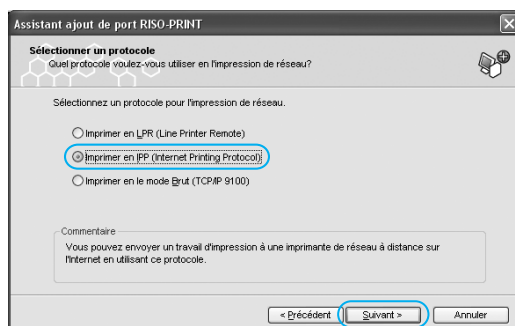 Assistant ajout de port RISO-PRINT
Sélectionner un protocole
Quel protocole voulez-vous utiliser en l'impression de réseau?
Sélectionnez un protocole pour l'impression de réseau.
Imprimer en LPR (Line Printer Remote)
Imprimer en IPP (Internet Printing Protocol)
Imprimer en le mode Brut (TCP/IP 9100)
Commentaire
Vous pouvez envoyer un travail d'impression à une imprimante de réseau à distance sur
l'Internet en utilisant ce protocole.
< Précédent
Suivant >
Annuler